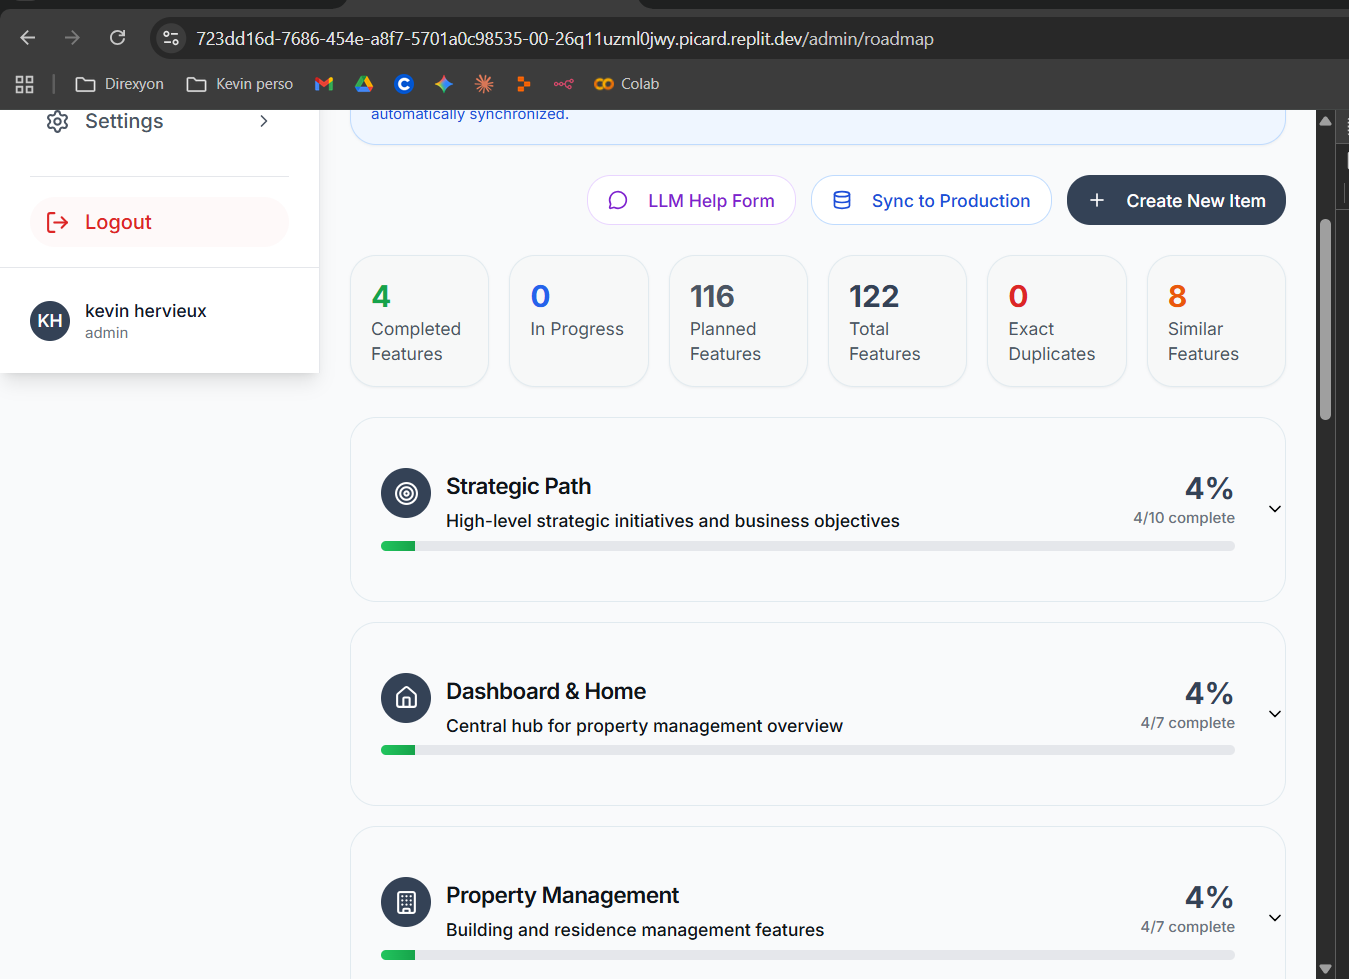 723dd16d-7686-454e-a8f7-5701a0c98535-00-26q11uzml0jwy.picard.replit.dev/admin/roadmap
Direxyon
Kevin perso
Colab
Settings
Logout
KH
kevin hervieux
admin
automatically synchronized.
LLM Help Form
Sync to Production
+ Create New Item
4
Completed
Features
0
In Progress
116
Planned
Features
122
Total
Features
0
Exact
Duplicates
8
Similar
Features
Strategic Path
High-level strategic initiatives and business objectives
4%
4/10 complete
Dashboard & Home
Central hub for property management overview
4%
4/7 complete
Property Management
Building and residence management features
4%
4/7 complete